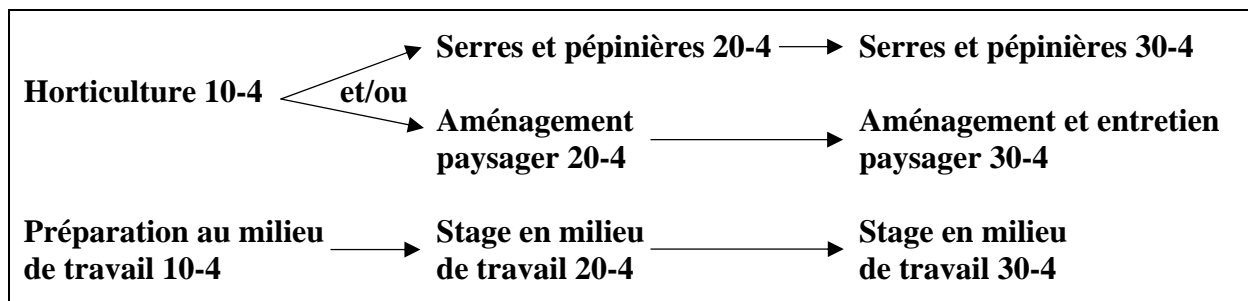 Serres et pépinières 20-4
Serres et pépinières 30-4
Horticulture 10-4
et/ou
Aménagement
paysager 20-4
Aménagement et entretien
paysager 30-4
Préparation au milieu
de travail 10-4
Stage en milieu
de travail 20-4
Stage en milieu
de travail 30-4